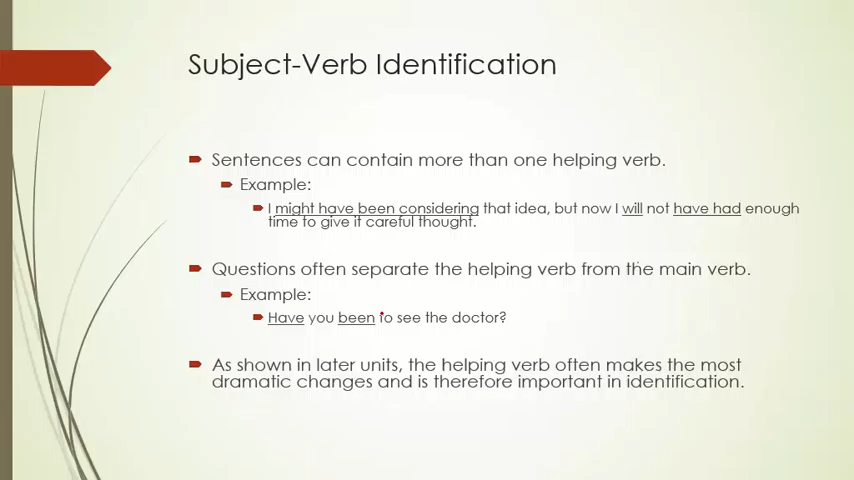 Subject-Verb Identification
Sentences can contain more than one helping verb.
Example:
I might have been considering that idea, but now I will not have had enough
time to give it careful thought.
Questions often separate the helping verb from the main verb.
Example:
Have you been to see the doctor?
As shown in later units, the helping verb often makes the most
dramatic changes and is therefore important in identification.